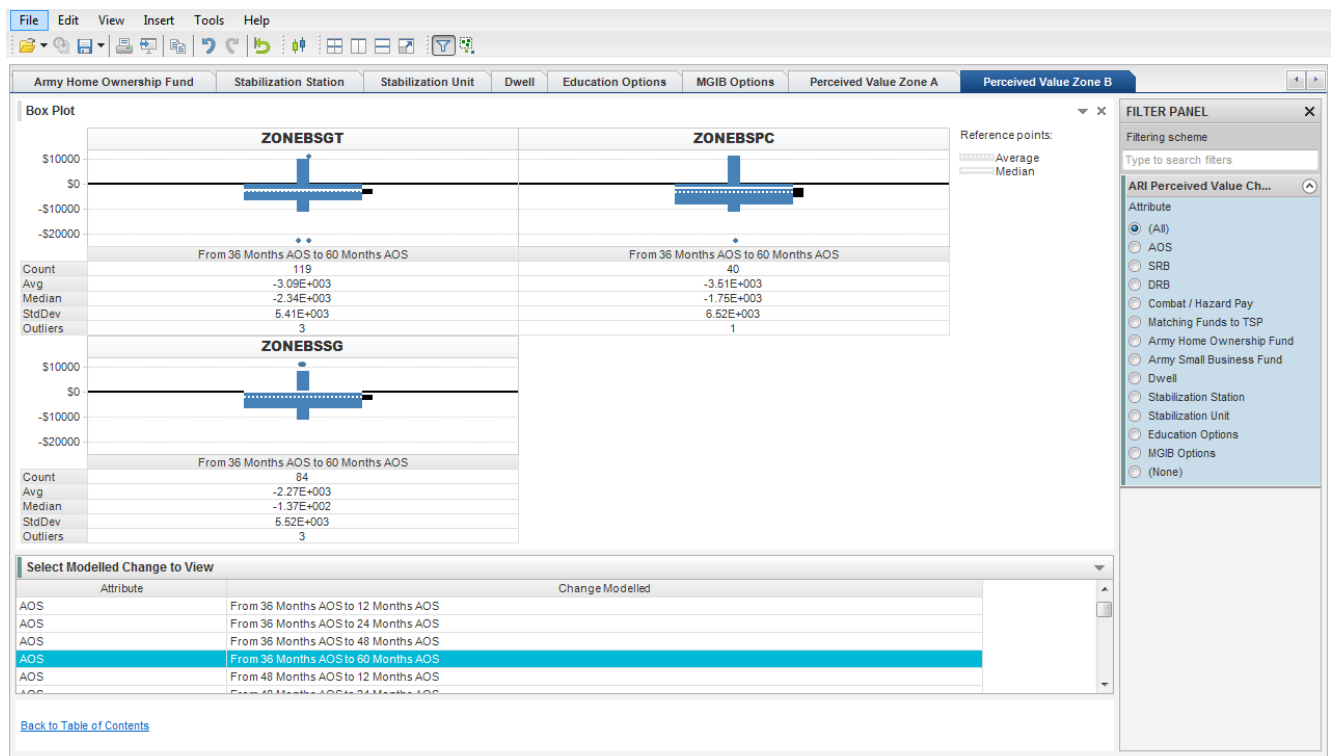 File Edit View Insert Tools Help
Army Home Ownership Fund Stabilization Station Stabilization Unit Dwell Education Options MGIB Options Perceived Value Zone A Perceived Value Zone B
Box Plot
ZONEBSGT ZONEBSPC
$10000
$0
-$10000
-$20000
From 36 Months AOS to 60 Months AOS From 36 Months AOS to 60 Months AOS
Count 119 40
Avg -3.09E+003 -3.51E+003
Median -2.34E+003 -1.75E+003
StdDev 5.41E+003 6.52E+003
Outliers 3 1
ZONEBSSG
$10000
$0
-$10000
-$20000
From 36 Months AOS to 60 Months AOS
Count 84
Avg -2.27E+003
Median -1.37E+002
StdDev 5.52E+003
Outliers 3
Reference points:
Average
Median
Select Modelled Change to View
Attribute Change Modelled
AOS From 36 Months AOS to 12 Months AOS
AOS From 36 Months AOS to 24 Months AOS
AOS From 36 Months AOS to 48 Months AOS
AOS From 36 Months AOS to 60 Months AOS
AOS From 48 Months AOS to 12 Months AOS
AOS From 48 Months AOS to 24 Months AOS
Back to Table of Contents
FILTER PANEL
Filtering scheme
Type to search filters
ARI Perceived Value Ch...
Attribute
(All)
AOS
SRB
DRB
Combat / Hazard Pay
Matching Funds to TSP
Army Home Ownership Fund
Army Small Business Fund
Dwell
Stabilization Station
Stabilization Unit
Education Options
MGIB Options
(None)